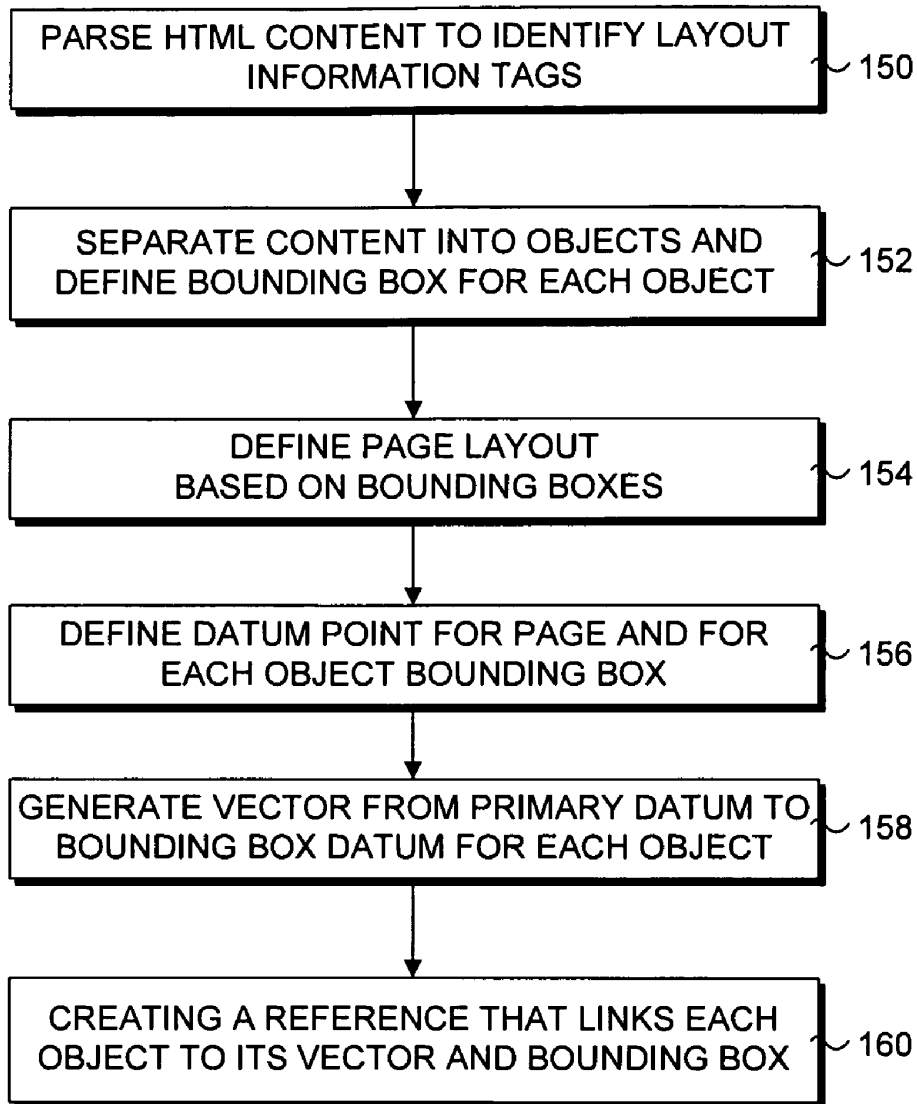 PARSE HTML CONTENT TO IDENTIFY LAYOUT
INFORMATION TAGS
150
SEPARATE CONTENT INTO OBJECTS AND
DEFINE BOUNDING BOX FOR EACH OBJECT
152
DEFINE PAGE LAYOUT
BASED ON BOUNDING BOXES
154
DEFINE DATUM POINT FOR PAGE AND FOR
EACH OBJECT BOUNDING BOX
156
GENERATE VECTOR FROM PRIMARY DATUM TO
BOUNDING BOX DATUM FOR EACH OBJECT
158
CREATING A REFERENCE THAT LINKS EACH
OBJECT TO ITS VECTOR AND BOUNDING BOX
160